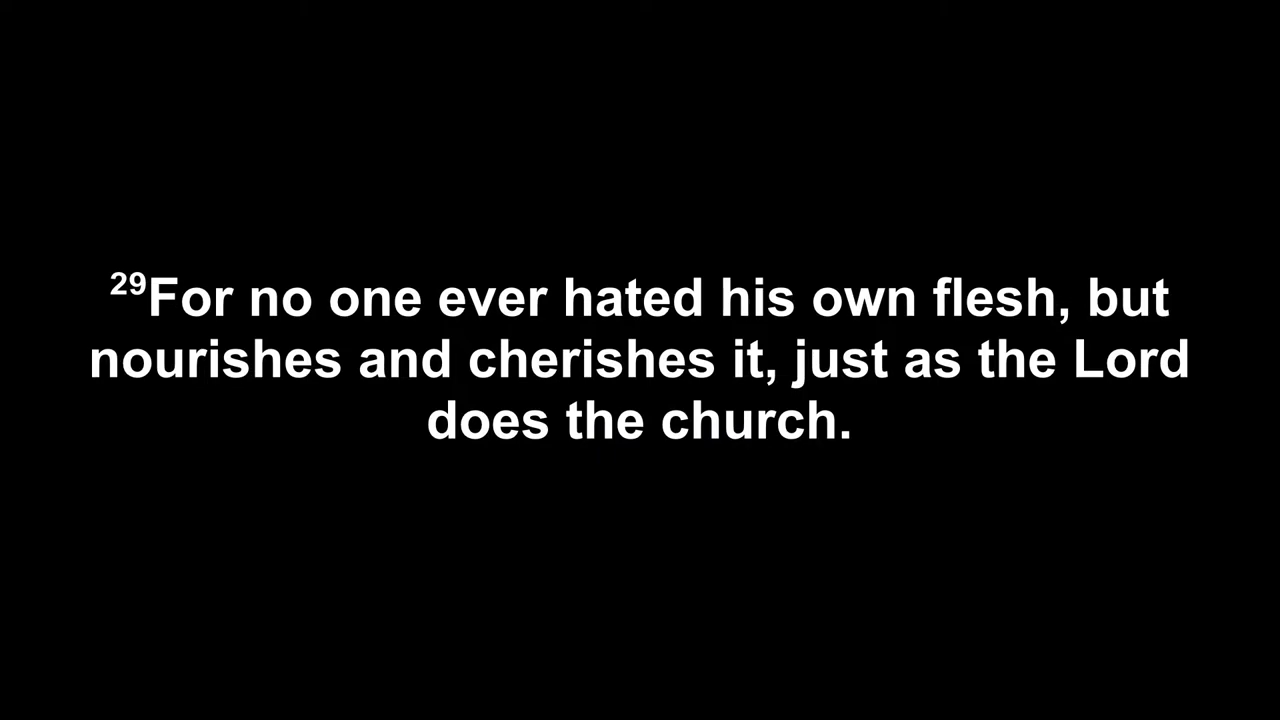 29For no one ever hated his own flesh, but
nourishes and cherishes it, just as the Lord
does the church.